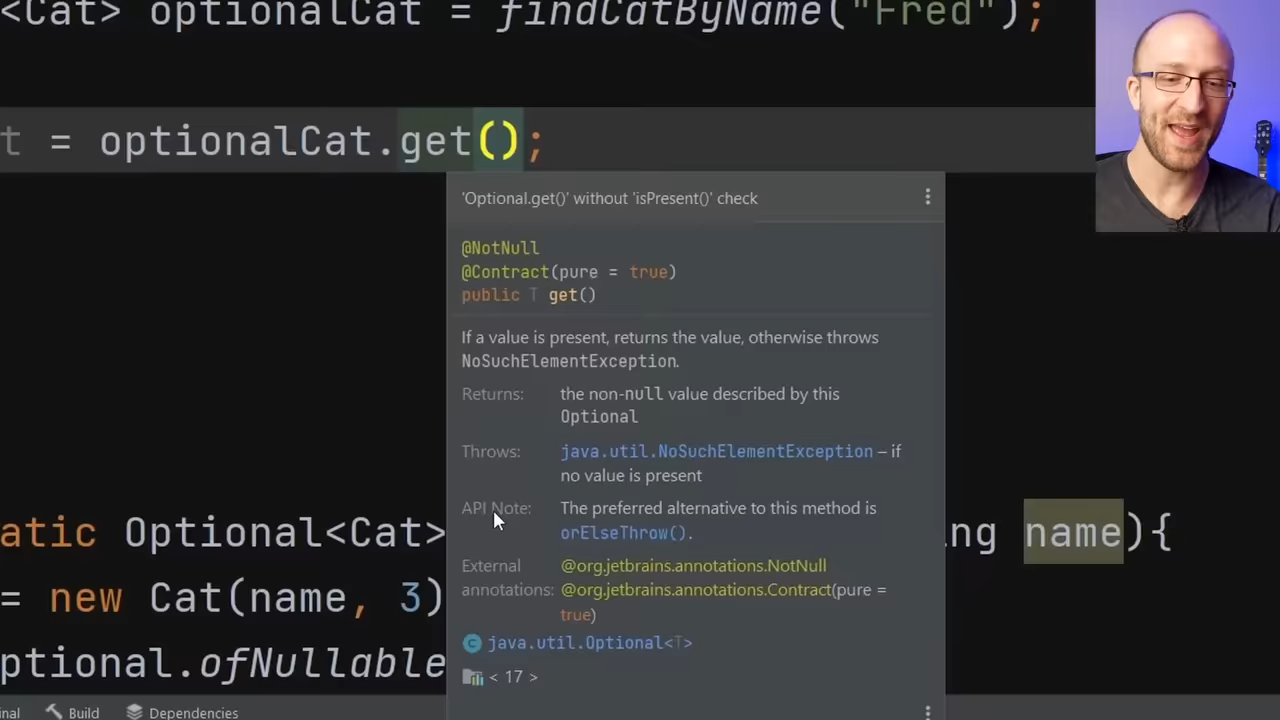 <Cat> optionalCat = findCatByName("Fred");
t = optionalCat.get();
'Optional.get()' without 'isPresent()' check
@NotNull
@Contract(pure = true)
public T get()
If a value is present, returns the value, otherwise throws
NoSuchElementException.
Returns: the non-null value described by this
Optional
Throws: java.util.NoSuchElementException – if
no value is present
API Note: The preferred alternative to this method is
orElseThrow().
External annotations: @org.jetbrains.annotations.NotNull
@org.jetbrains.annotations.Contract(pure =
true)
java.util.Optional<T>
< 17 >
atic Optional<Cat> ng name){
= new Cat(name, 3)
ptional.ofNullable
inal Build Dependencies